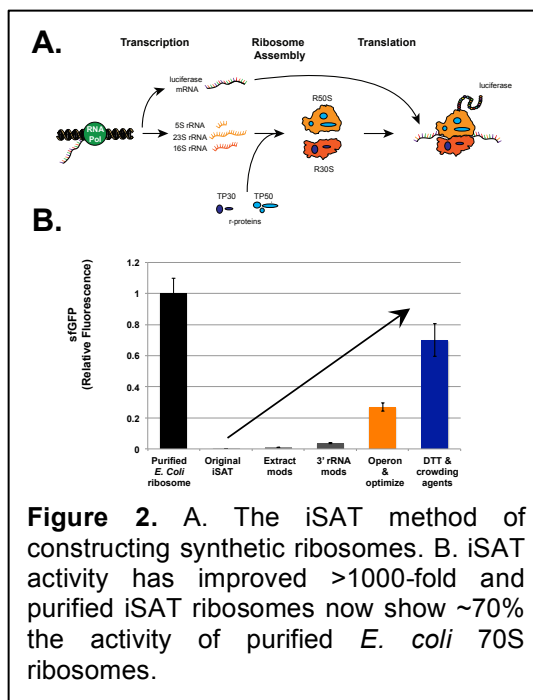 A.
Transcription
Ribosome
Assembly
Translation
luciferase
mRNA
luciferase
RNA
Pol
5S rRNA
23S rRNA
16S rRNA
R50S
R30S
TP30
TP50
r-proteins
B.
sfGFP
(Relative Fluorescence)
1.2
1
0.8
0.6
0.4
0.2
0
Purified
E. Coli
ribosome
Original
iSAT
Extract
mods
3' rRNA
mods
Operon
&
optimize
DTT &
crowding
agents
Figure 2. A. The iSAT method of
constructing synthetic ribosomes. B. iSAT
activity has improved >1000-fold and
purified iSAT ribosomes now show ~70%
the activity of purified E. coli 70S
ribosomes.